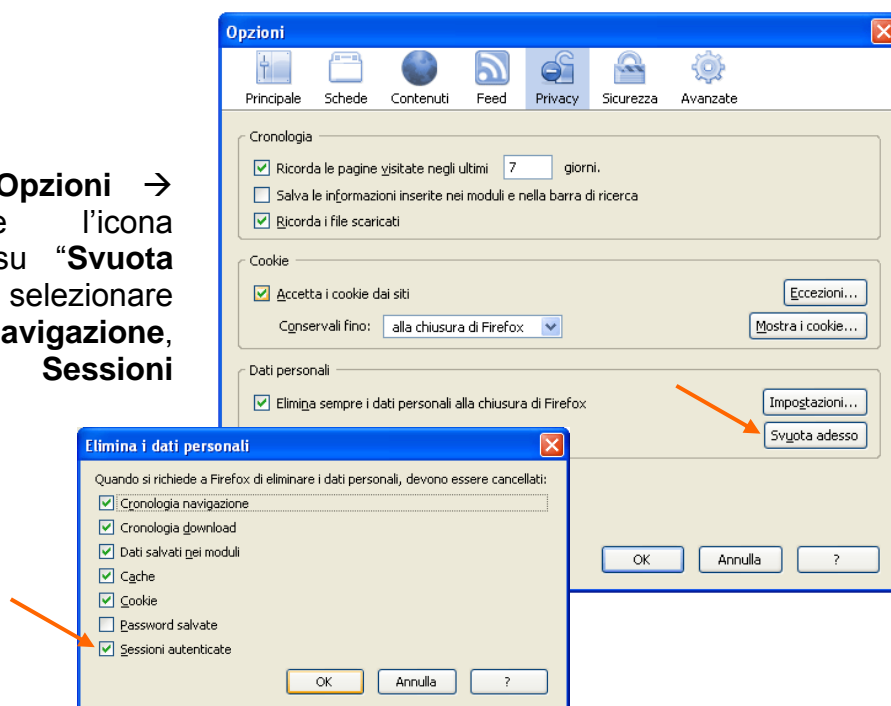 Opzioni →
e l'icona
su "Svuota
selezionare
avigazione,
Sessioni
Opzioni
Principale Schede Contenuti Feed Privacy Sicurezza Avanzate
Cronologia
Ricorda le pagine visitate negli ultimi 7 giorni.
Salva le informazioni inserite nei moduli e nella barra di ricerca
Ricorda i file scaricati
Cookie
Accetta i cookie dai siti Eccezioni...
Conservali fino: alla chiusura di Firefox Mostra i cookie...
Dati personali
Elimina sempre i dati personali alla chiusura di Firefox Impostazioni...
Svuota adesso
OK Annulla ?
Elimina i dati personali
Quando si richiede a Firefox di eliminare i dati personali, devono essere cancellati:
Cronologia navigazione
Cronologia download
Dati salvati nei moduli
Cache
Cookie
Password salvate
Sessioni autenticate
OK Annulla ?